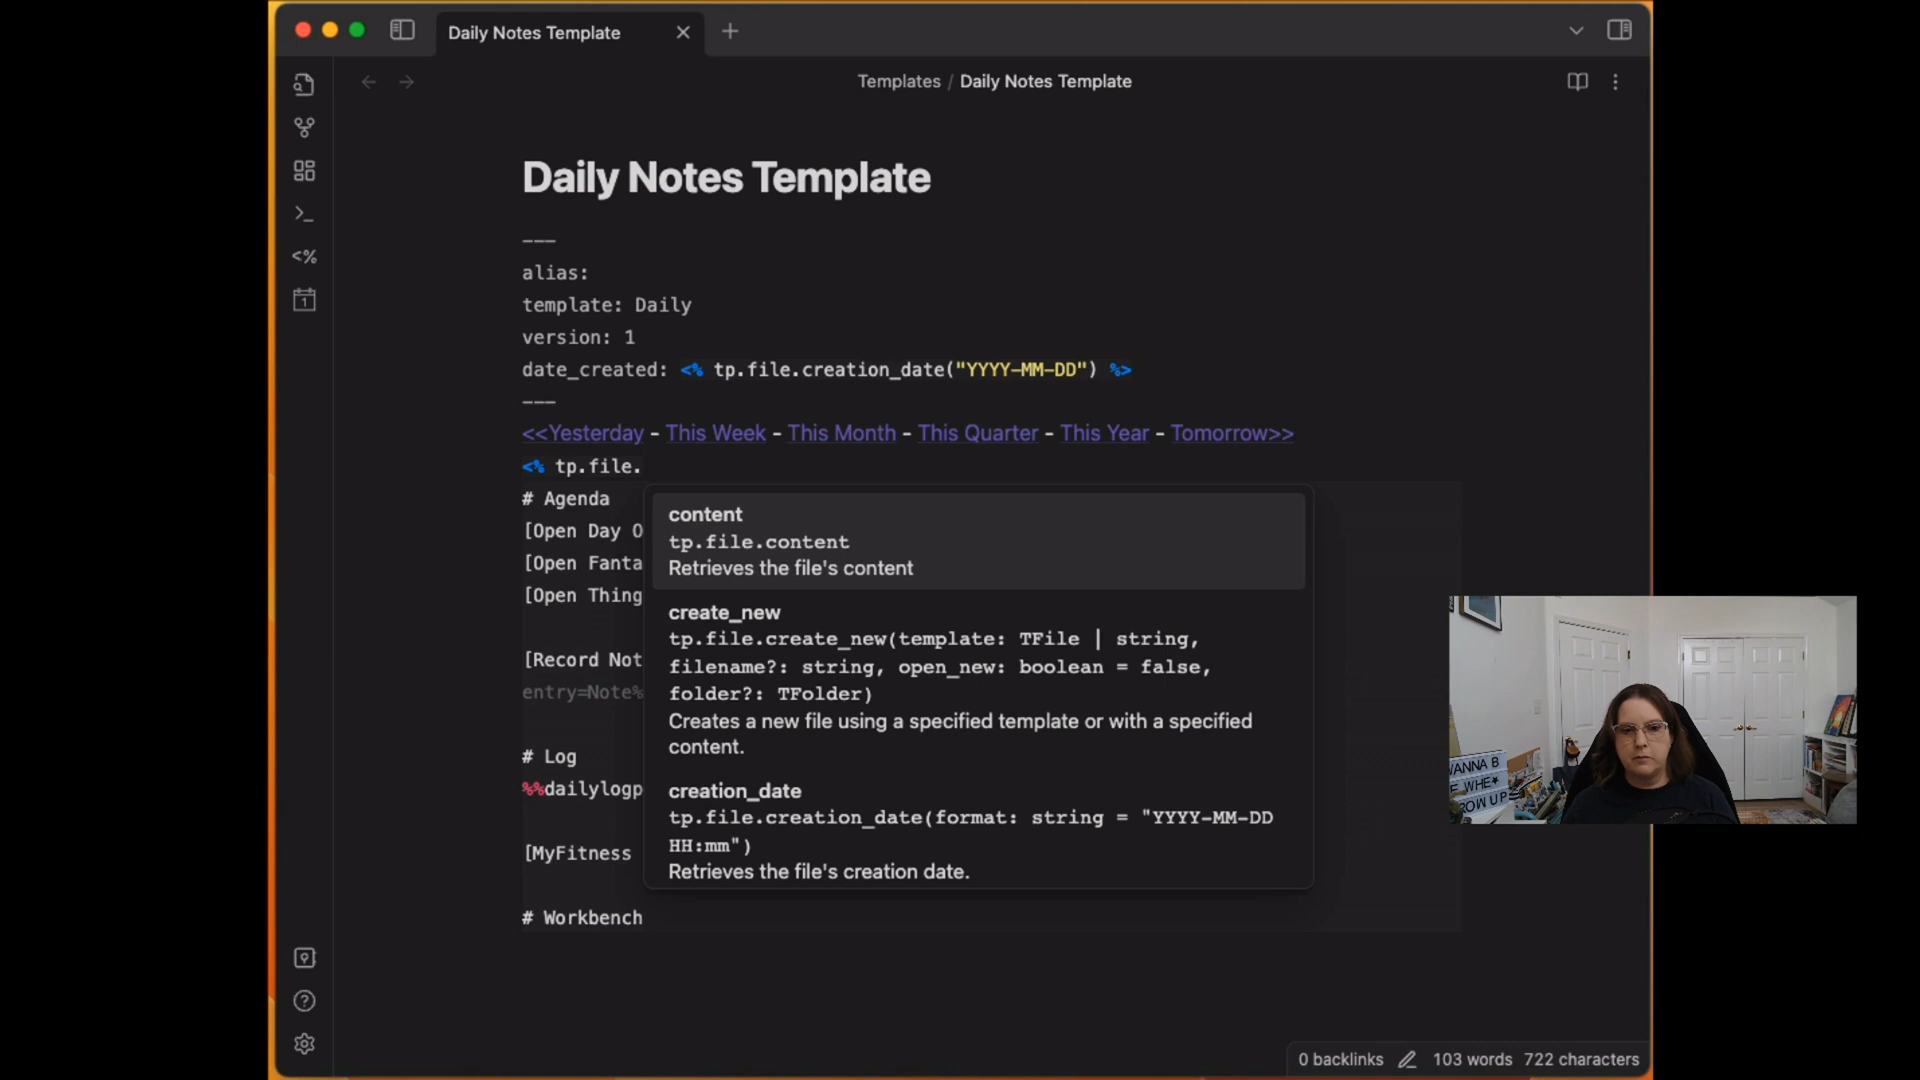 Daily Notes Template
Templates / Daily Notes Template
Daily Notes Template
---
alias:
template: Daily
version: 1
date_created: <% tp.file.creation_date("YYYY-MM-DD") %>
---
<<Yesterday - This Week - This Month - This Quarter - This Year - Tomorrow>>
<% tp.file.
# Agenda
[Open Day O
[Open Fanta
[Open Thing
[Record Not
entry=Note%
# Log
%%dailylogp
[MyFitness
# Workbench
content
tp.file.content
Retrieves the file's content
create_new
tp.file.create_new(template: TFile | string,
filename?: string, open_new: boolean = false,
folder?: TFolder)
Creates a new file using a specified template or with a specified
content.
creation_date
tp.file.creation_date(format: string = "YYYY-MM-DD
HH:mm")
Retrieves the file's creation date.
WANNA B
E WHE★
ROW UP
0 backlinks 103 words 722 characters